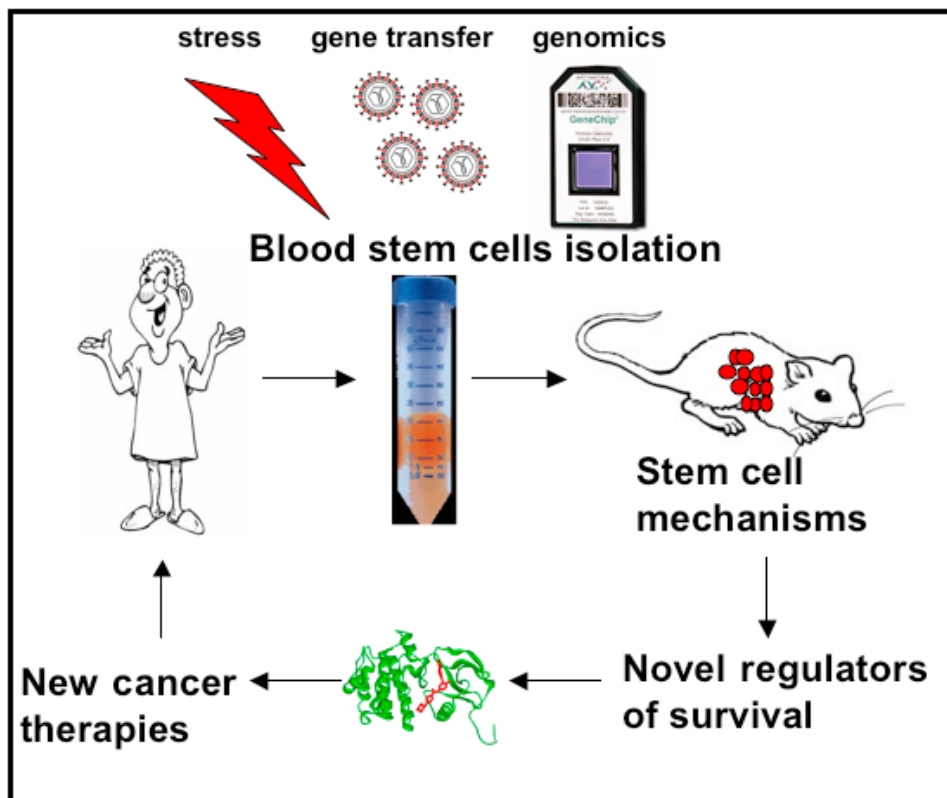 stress gene transfer genomics
GeneChip®
Blood stem cells isolation
Stem cell
mechanisms
Novel regulators
of survival
New cancer
therapies